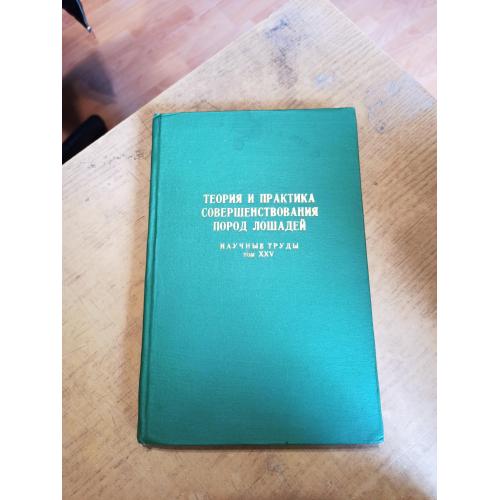 ТЕОРИЯ И ПРАКТИКА
СОВЕРШЕНСТВОВАНИЯ
ПОРОД ЛОШАДЕЙ
НАУЧНЫЕ ТРУДЫ
ТОМ XXV